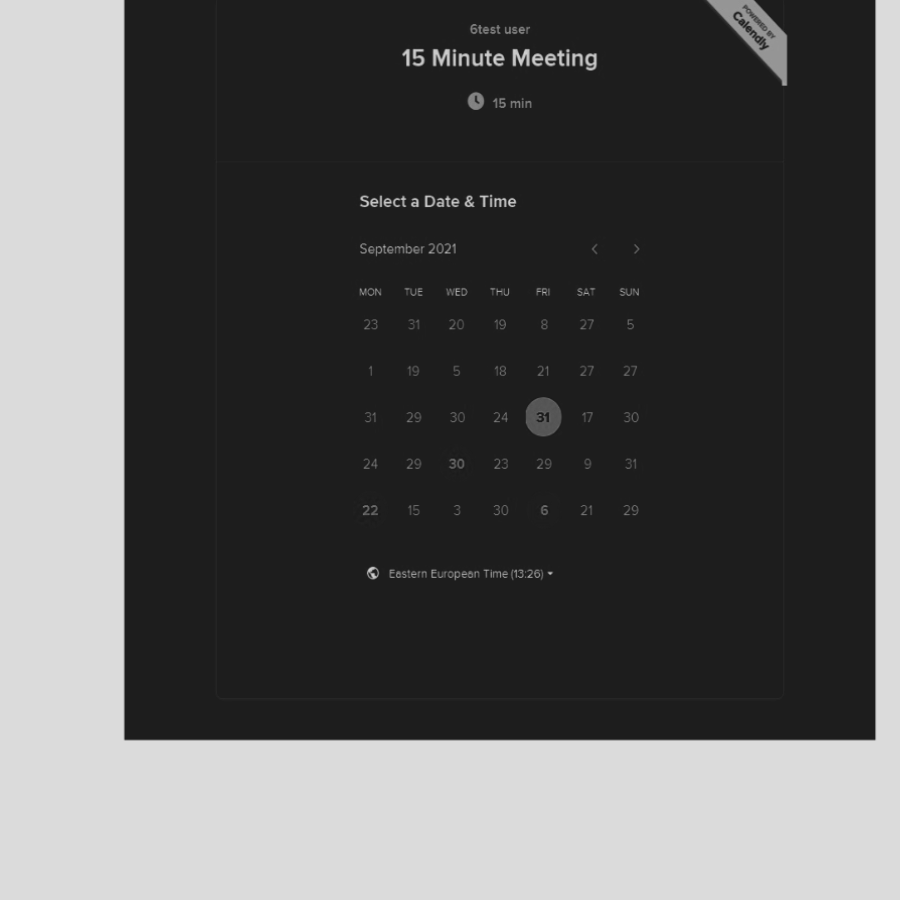 6test user
POWERED BY
Calendly
15 Minute Meeting
15 min
Select a Date & Time
September 2021
MON TUE WED THU FRI SAT SUN
23 31 20 19 8 27 5
1 19 5 18 21 27 27
31 29 30 24 31 17 30
24 29 30 23 29 9 31
22 15 3 30 6 21 29
Eastern European Time (13:26)